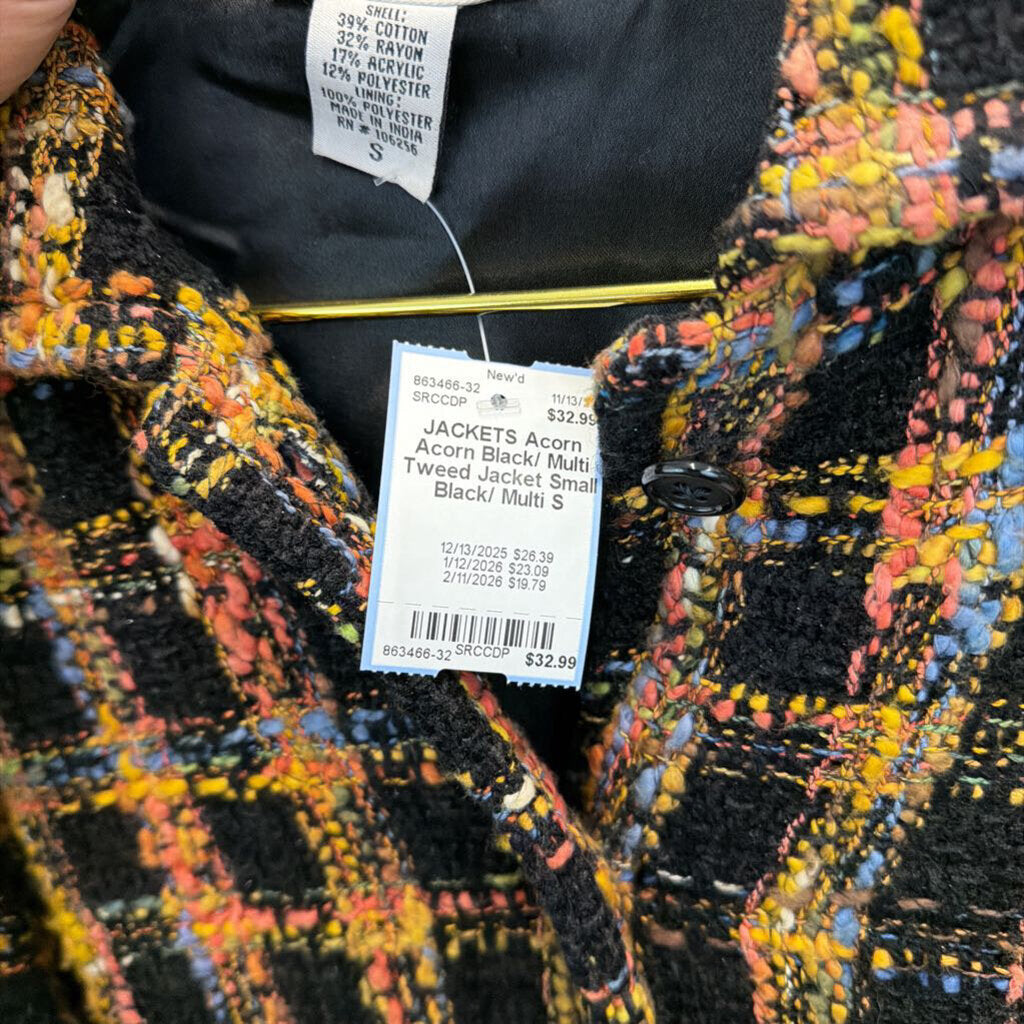 SHELL:
39% COTTON
32% RAYON
17% ACRYLIC
12% POLYESTER
LINING:
100% POLYESTER
MADE IN INDIA
RN # 106256
S
New'd
863466-32 11/13/
SRCCDP $32.99
JACKETS Acorn
Acorn Black/ Multi
Tweed Jacket Small
Black/ Multi S
12/13/2025 $26.39
1/12/2026 $23.09
2/11/2026 $19.79
863466-32 SRCCDP $32.99